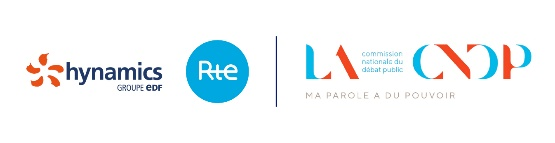 hynamics
GROUPE eDF
Rte
LA CNDP
commission
nationale du
débat public
MA PAROLE A DU POUVOIR